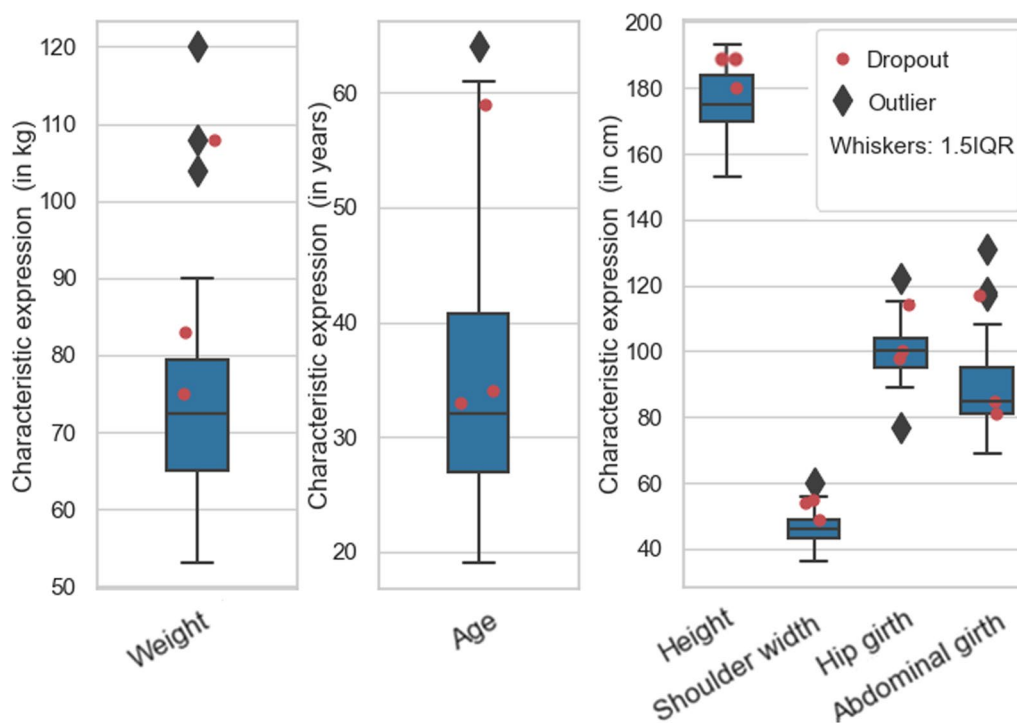 Characteristic expression (in kg)
120
110
100
90
80
70
60
50
Weight
Characteristic expression (in years)
60
50
40
30
20
Age
Characteristic expression (in cm)
200
180
160
140
120
100
80
60
40
Height
Shoulder width
Hip girth
Abdominal girth
Dropout
Outlier
Whiskers: 1.5IQR